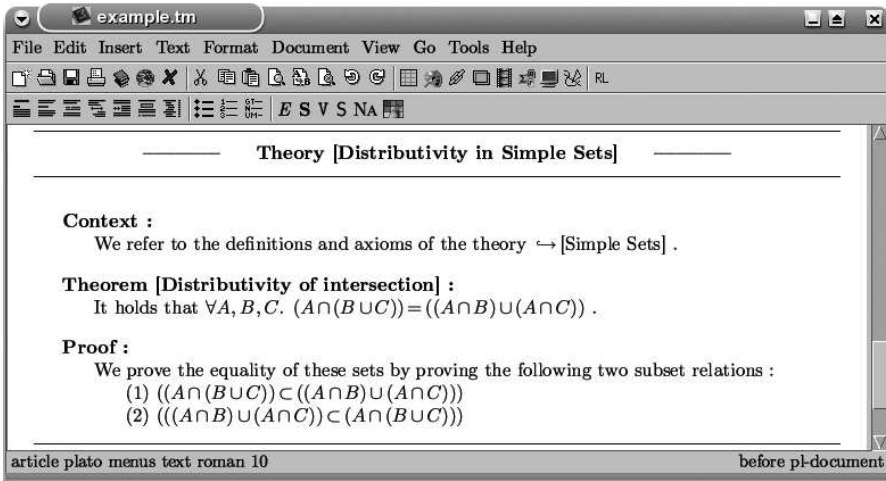 example.tm
File Edit Insert Text Format Document View Go Tools Help
RL
E S V S NA
Theory [Distributivity in Simple Sets]
Context :
We refer to the definitions and axioms of the theory ↪[Simple Sets] .
Theorem [Distributivity of intersection] :
It holds that ∀A, B, C. (A∩(B∪C))=((A∩B)∪(A∩C)) .
Proof :
We prove the equality of these sets by proving the following two subset relations :
(1) ((A∩(B∪C))⊂((A∩B)∪(A∩C)))
(2) (((A∩B)∪(A∩C))⊂(A∩(B∪C)))
article plato menus text roman 10 before pl-document